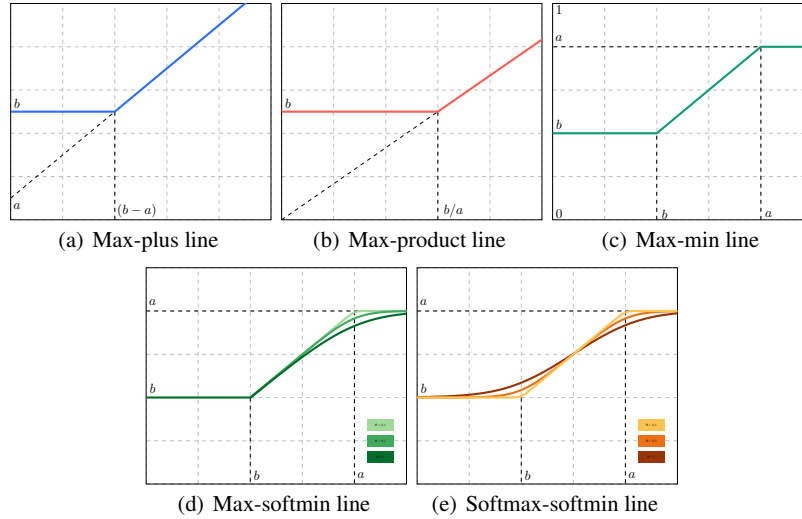 b
a
(b − a)
(a) Max-plus line
b
b/a
(b) Max-product line
1
a
b
0
b
a
(c) Max-min line
a
b
b
a
(d) Max-softmin line
a
b
b
a
(e) Softmax-softmin line